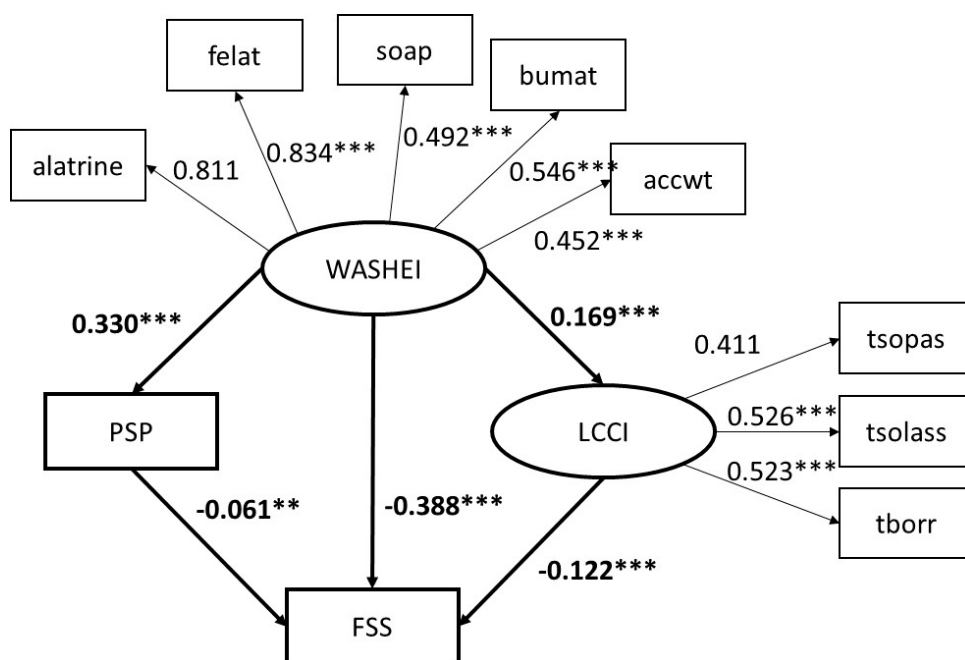 soap
felat
bumat
alatrine
0.811
0.834***
0.492***
0.546***
accwt
0.452***
WASHEI
0.330***
0.169***
0.411
tsopas
PSP
LCCI
0.526***
tsolass
0.523***
tborr
-0.061**
-0.388***
-0.122***
FSS